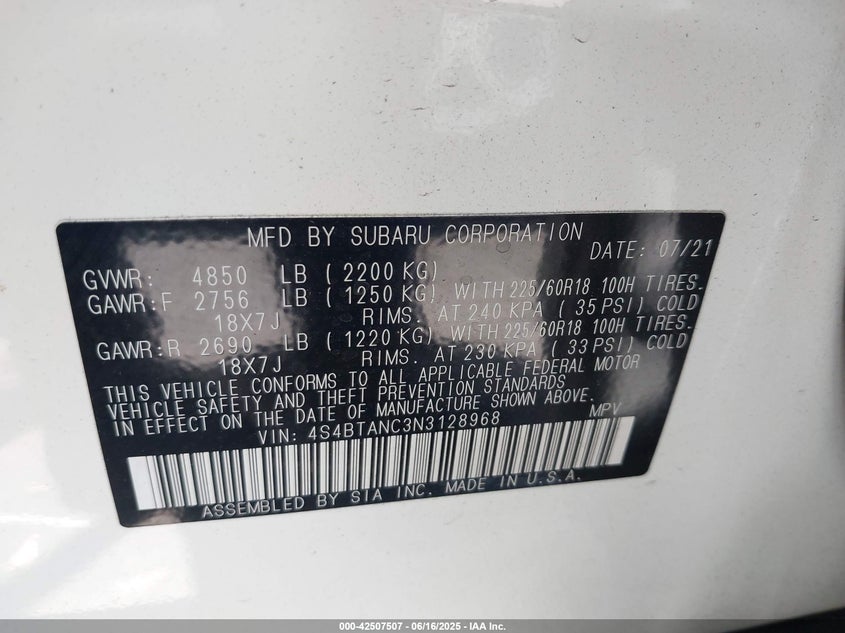 MFD BY SUBARU CORPORATION DATE: 07/21
GVWR: 4850 LB (2200 KG)
GAWR:F 2756 LB (1250 KG) WITH 225/60R18 100H TIRES.
18X7J RIMS. AT 240 KPA (35 PSI) COLD
GAWR:R 2690 LB (1220 KG) WITH 225/60R18 100H TIRES.
18X7J RIMS. AT 230 KPA (33 PSI) COLD
THIS VEHICLE CONFORMS TO ALL APPLICABLE FEDERAL MOTOR
VEHICLE SAFETY AND THEFT PREVENTION STANDARDS
IN EFFECT ON THE DATE OF MANUFACTURE SHOWN ABOVE.
VIN: 4S4BTANC3N3128968 MPV
ASSEMBLED BY SIA INC. MADE IN U.S.A.
000-42507507 - 06/16/2025 - IAA Inc.